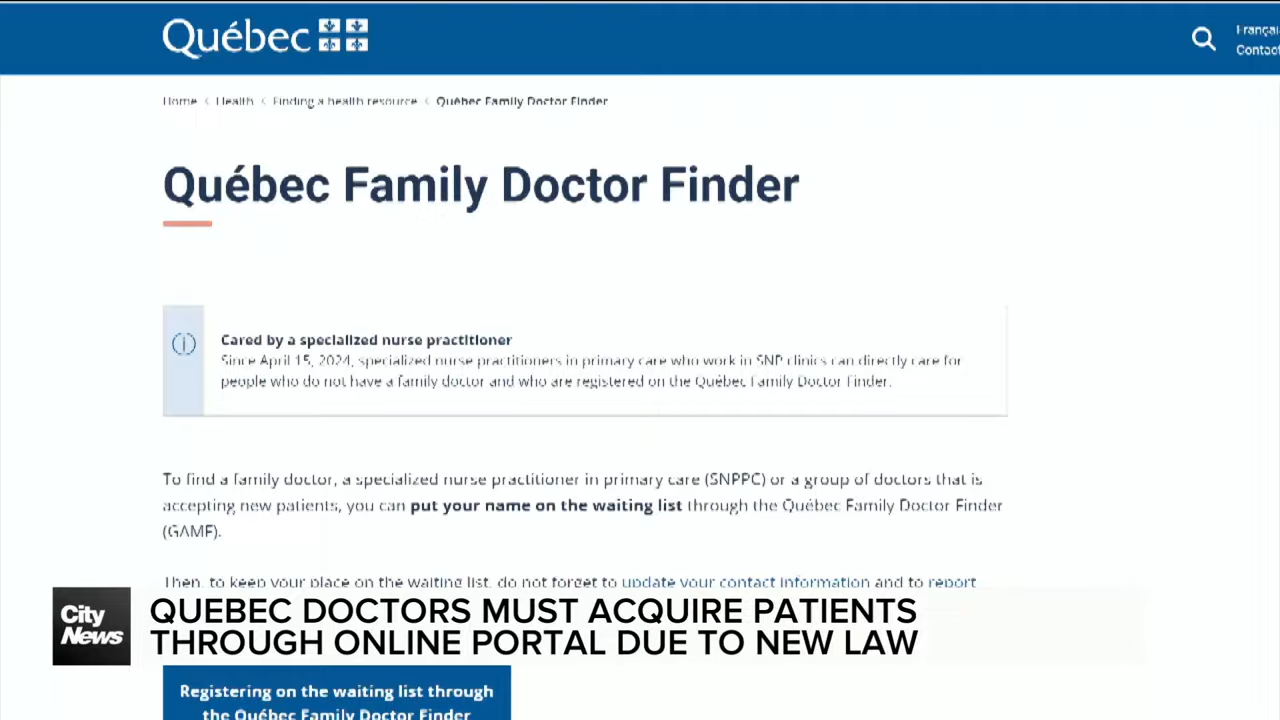 Québec
Françai
Contact
Home < Health < Finding a health resource < Québec Family Doctor Finder
Québec Family Doctor Finder
Cared by a specialized nurse practitioner
Since April 15, 2024, specialized nurse practitioners in primary care who work in SNP clinics can directly care for
people who do not have a family doctor and who are registered on the Québec Family Doctor Finder.
To find a family doctor, a specialized nurse practitioner in primary care (SNPPC) or a group of doctors that is
accepting new patients, you can put your name on the waiting list through the Québec Family Doctor Finder
(GAMF).
Then, to keep your place on the waiting list, do not forget to update your contact information and to report
City
News
QUEBEC DOCTORS MUST ACQUIRE PATIENTS
THROUGH ONLINE PORTAL DUE TO NEW LAW
Registering on the waiting list through
the Québec Family Doctor Finder